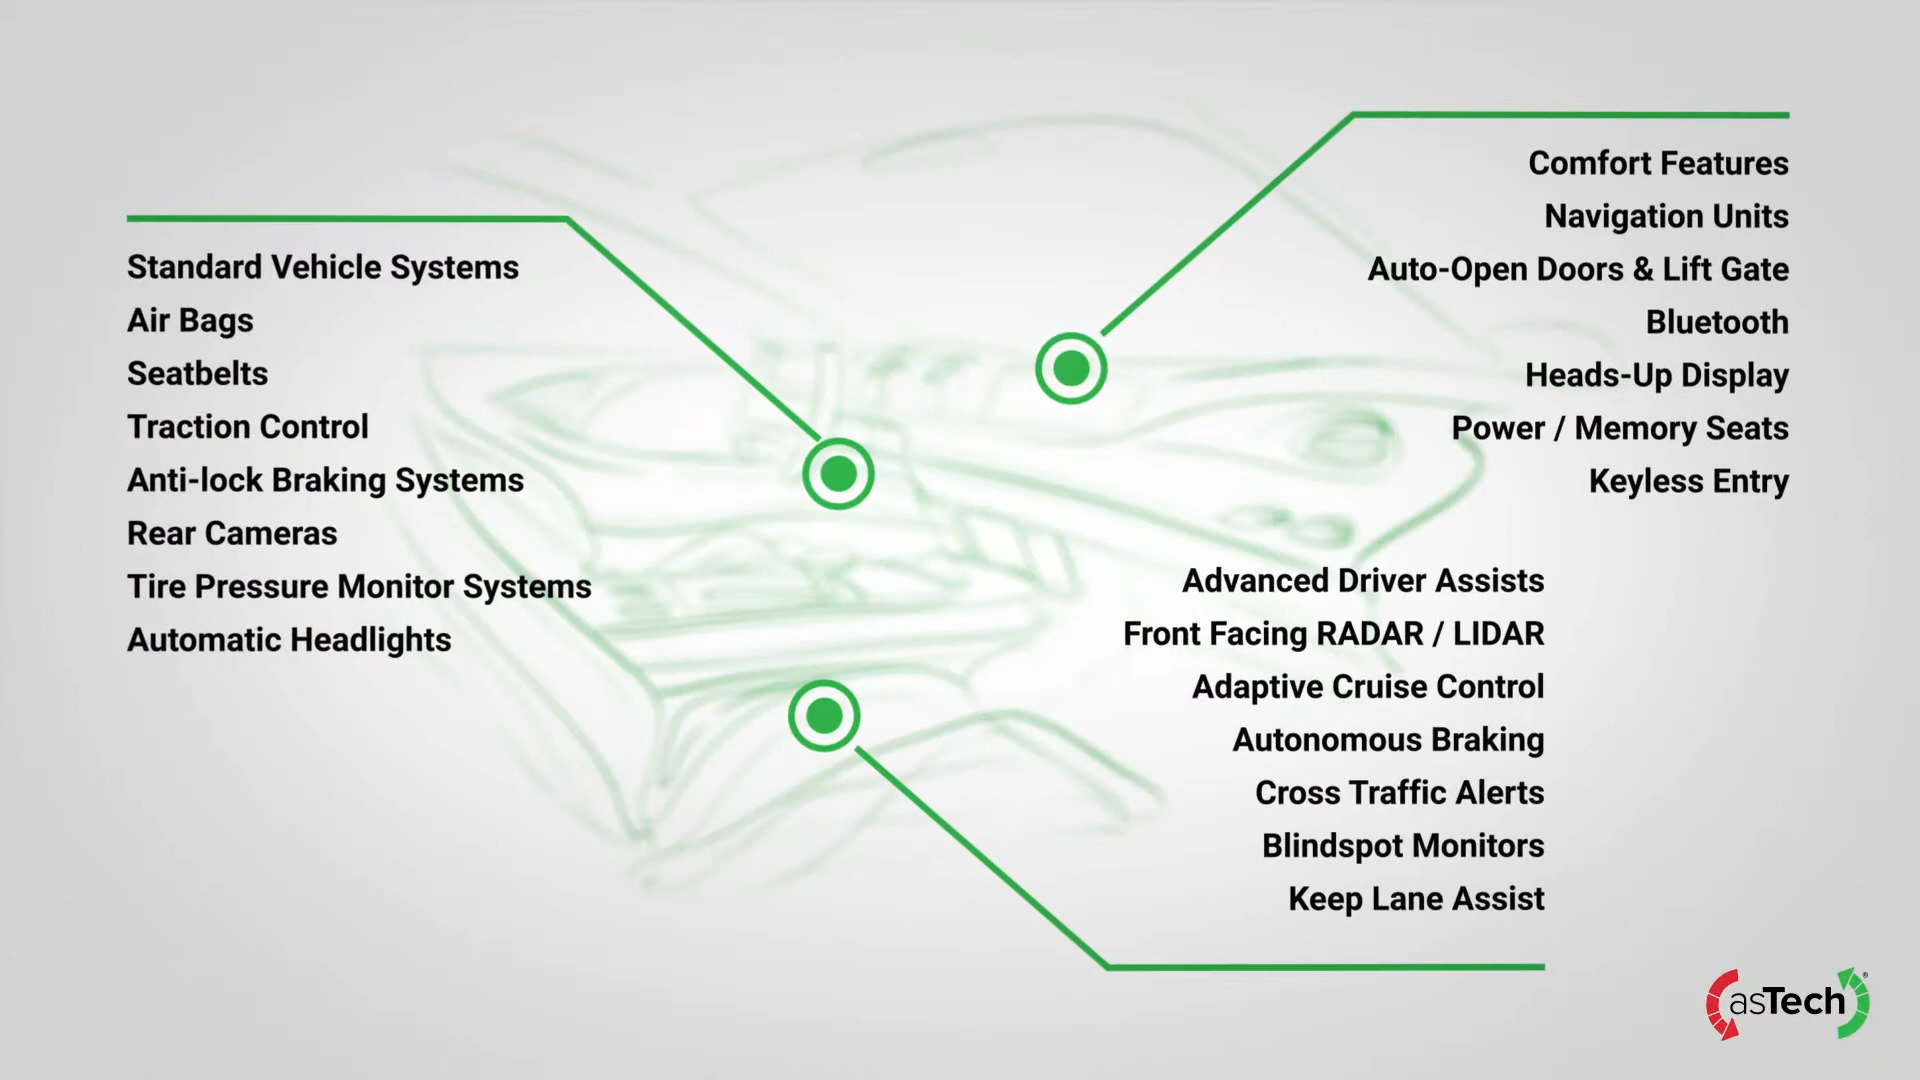 Standard Vehicle Systems
Air Bags
Seatbelts
Traction Control
Anti-lock Braking Systems
Rear Cameras
Tire Pressure Monitor Systems
Automatic Headlights
Comfort Features
Navigation Units
Auto-Open Doors & Lift Gate
Bluetooth
Heads-Up Display
Power / Memory Seats
Keyless Entry
Advanced Driver Assists
Front Facing RADAR / LIDAR
Adaptive Cruise Control
Autonomous Braking
Cross Traffic Alerts
Blindspot Monitors
Keep Lane Assist
asTech®